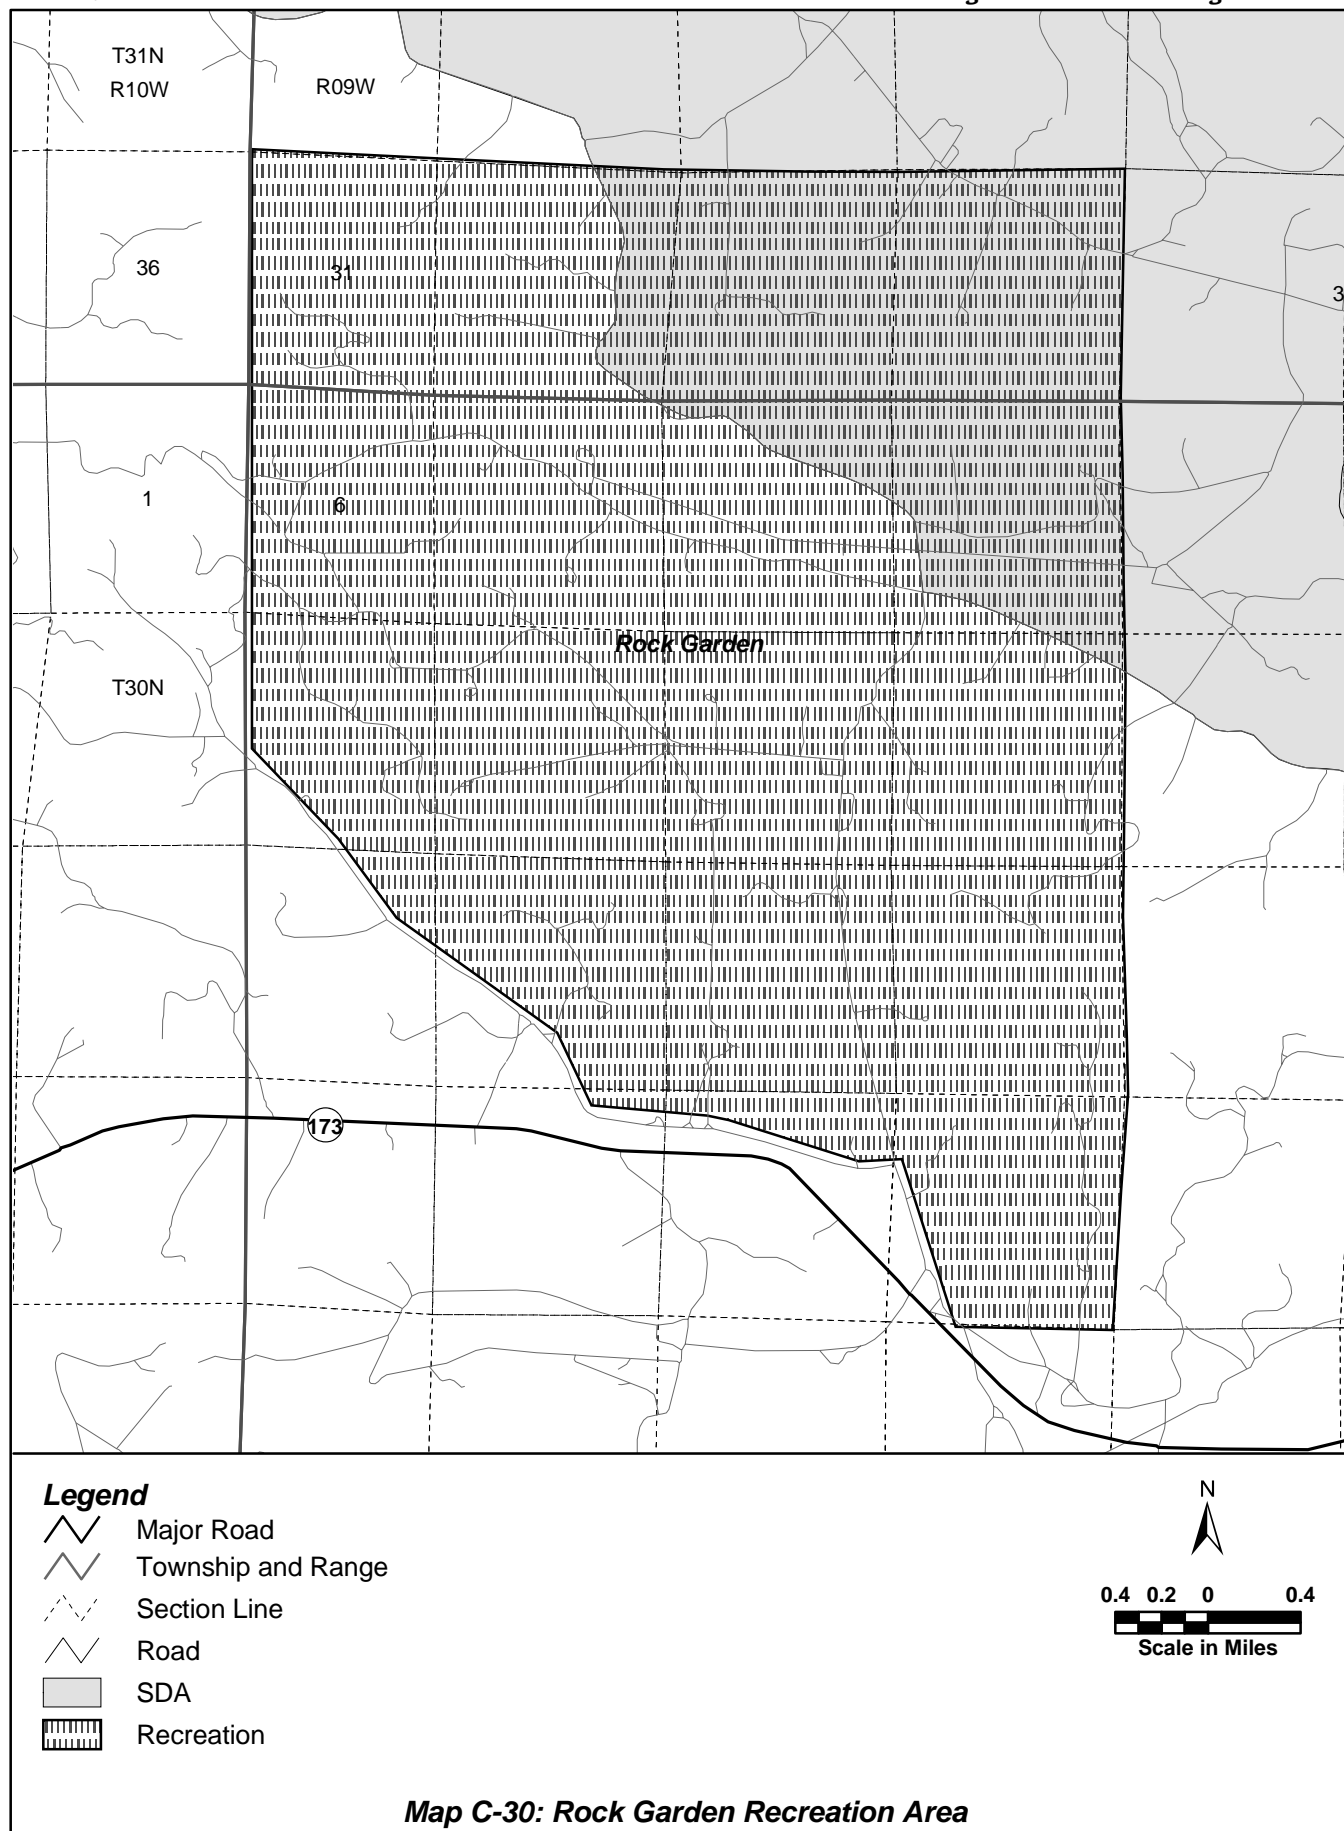 T31N
R10W
R09W
36
31
3
1
6
Rock Garden
T30N
173
Legend
Major Road
Township and Range
Section Line
Road
SDA
Recreation
N
0.4 0.2 0 0.4
Scale in Miles
Map C-30: Rock Garden Recreation Area